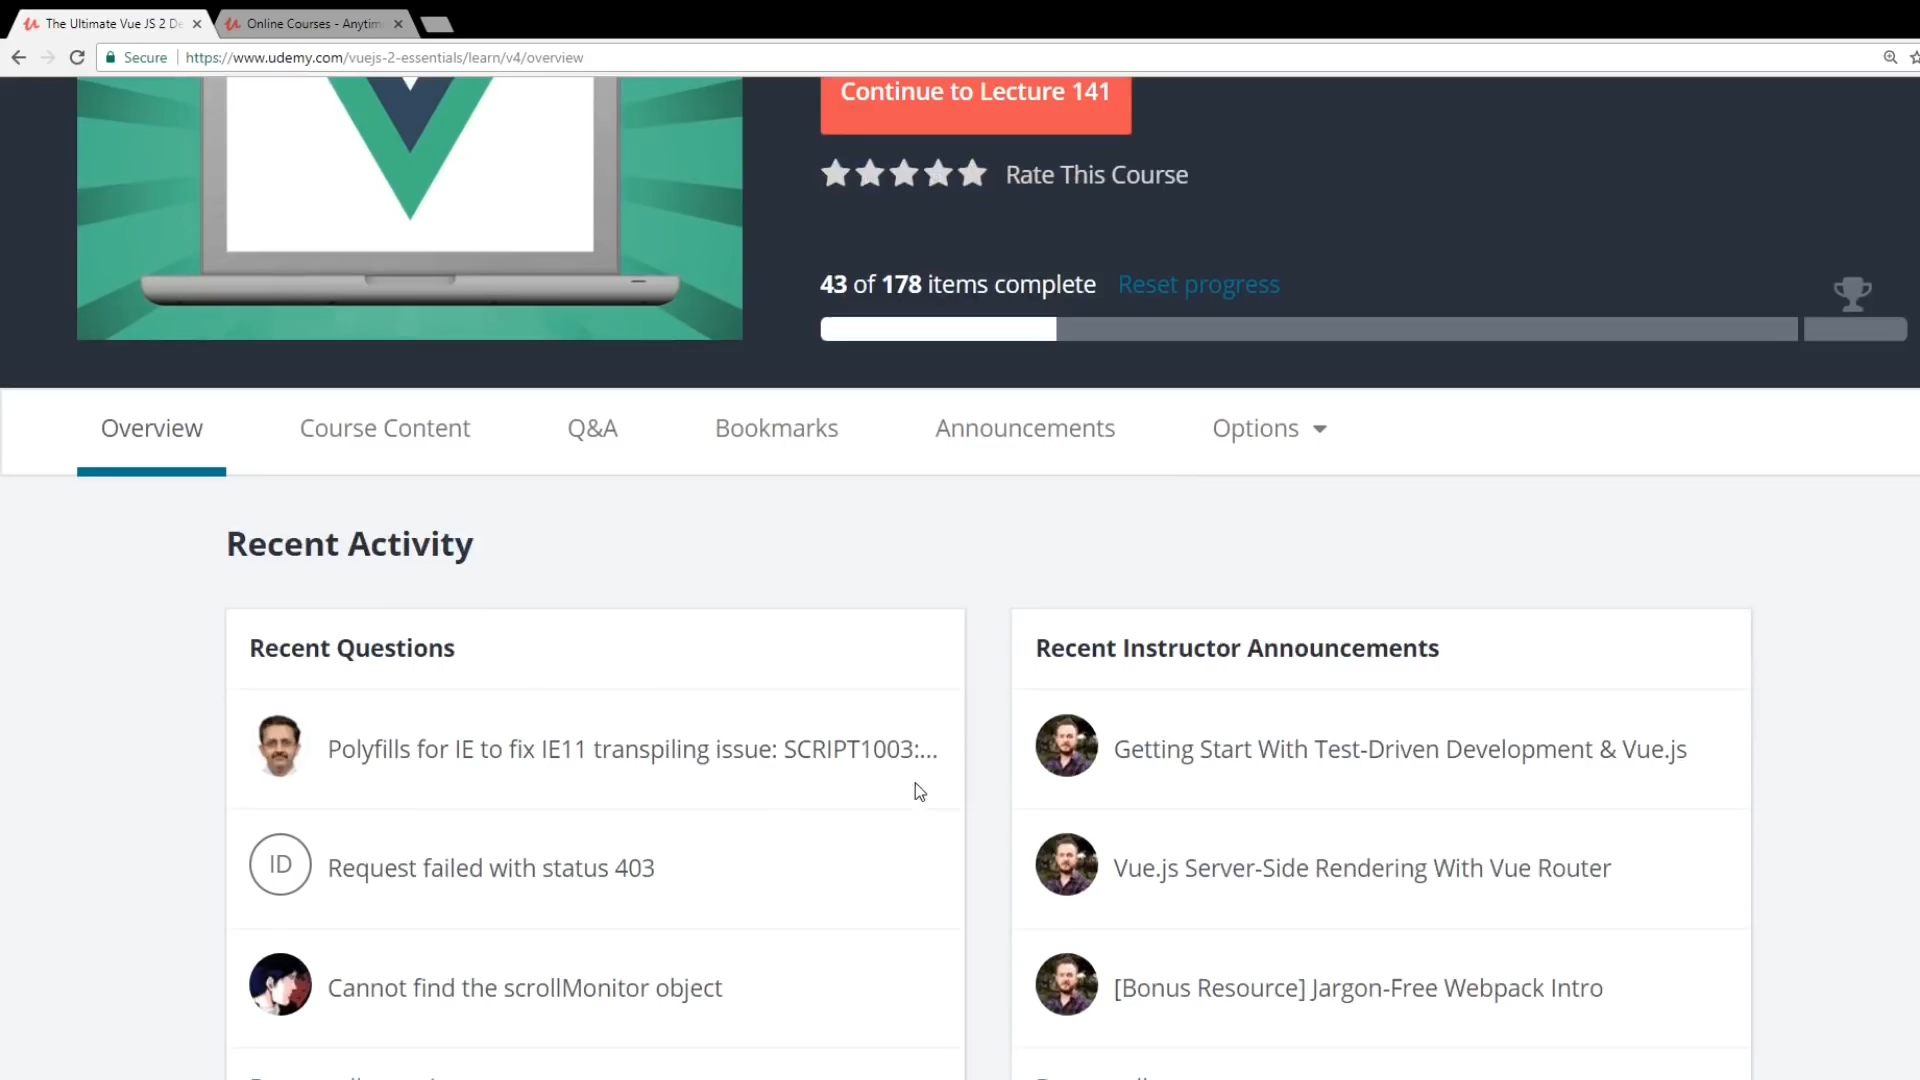 The Ultimate Vue JS 2 De
Online Courses - Anytim
Secure
https://www.udemy.com/vuejs-2-essentials/learn/v4/overview
Continue to Lecture 141
Rate This Course
43 of 178 items complete Reset progress
Overview
Course Content
Q&A
Bookmarks
Announcements
Options
Recent Activity
Recent Questions
Polyfills for IE to fix IE11 transpiling issue: SCRIPT1003:...
ID
Request failed with status 403
Cannot find the scrollMonitor object
Recent Instructor Announcements
Getting Start With Test-Driven Development & Vue.js
Vue.js Server-Side Rendering With Vue Router
[Bonus Resource] Jargon-Free Webpack Intro